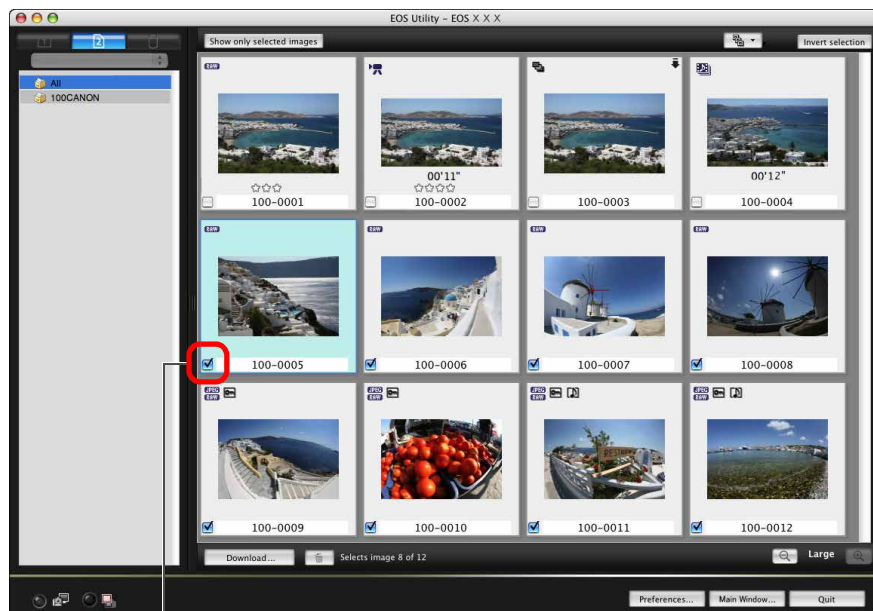 EOS Utility – EOS X X X
1 2
Show only selected images Invert selection
All
100CANON
RAW
00'11"
00'12"
100-0001 100-0002 100-0003 100-0004
RAW RAW RAW RAW
100-0005 100-0006 100-0007 100-0008
JPEG JPEG JPEG JPEG
RAW RAW RAW RAW
RESTAURANT
100-0009 100-0010 100-0011 100-0012
Download... Selects image 8 of 12 Large
Preferences... Main Window... Quit